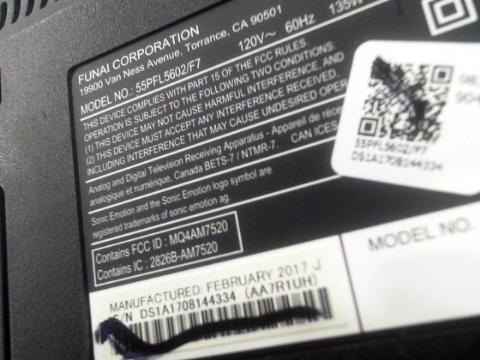 FUNAI CORPORATION
19900 Van Ness Avenue, Torrance, CA 90501
MODEL NO.: 55PFL5602/F7 120V~ 60Hz 135W
THIS DEVICE COMPLIES WITH PART 15 OF THE FCC RULES.
OPERATION IS SUBJECT TO THE FOLLOWING TWO CONDITIONS:
(1) THIS DEVICE MAY NOT CAUSE HARMFUL INTERFERENCE, AND
(2) THIS DEVICE MUST ACCEPT ANY INTERFERENCE RECEIVED,
INCLUDING INTERFERENCE THAT MAY CAUSE UNDESIRED OPER
Analog and Digital Television Receiving Apparatus - Appareil de récep
analogique et numérique, Canada BETS-7 / NTMR-7. CAN ICES
Sonic Emotion and the Sonic Emotion logo symbol are
registered trademarks of sonic emotion ag.
Contains FCC ID : MQ4AM7520
Contains IC : 2826B-AM7520
MANUFACTURED: FEBRUARY 2017 J
S/N DS1A1708144334 (AA7R1UH)
55PFL5602/F7
DS1A1708144334
MODEL NO.